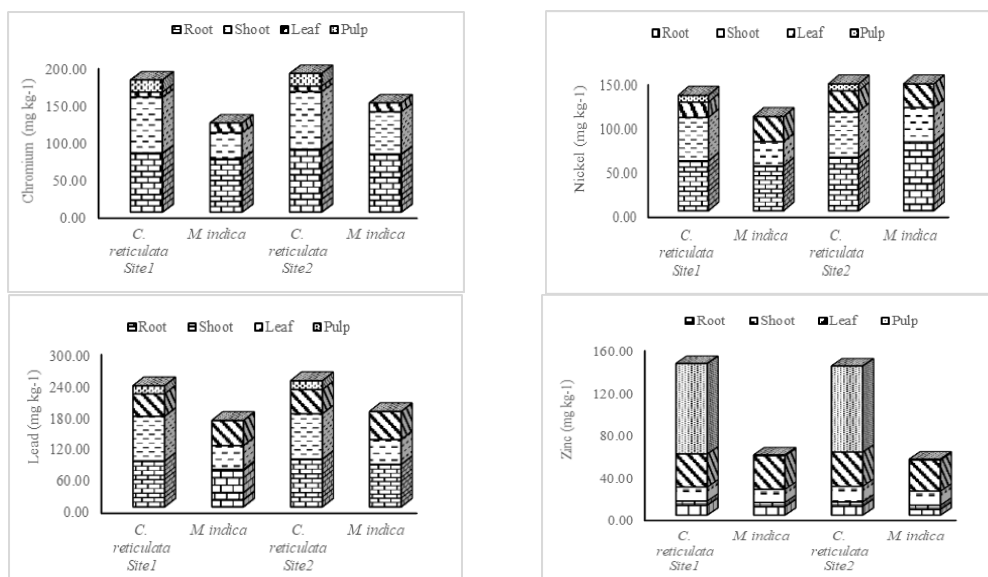 Root Shoot Leaf Pulp
Chromium (mg kg-1)
200.00
150.00
100.00
50.00
0.00
C. reticulata Site1
M. indica
C. reticulata Site2
M. indica
Root Shoot Leaf Pulp
Nickel (mg kg-1)
150.00
100.00
50.00
0.00
C. reticulata Site1
M. indica
C. reticulata Site2
M. indica
Root Shoot Leaf Pulp
Lead (mg kg-1)
300.00
240.00
180.00
120.00
60.00
0.00
C. reticulata Site1
M. indica
C. reticulata Site2
M. indica
Root Shoot Leaf Pulp
Zinc (mg kg-1)
160.00
120.00
80.00
40.00
0.00
C. reticulata Site1
M. indica
C. reticulata Site2
M. indica